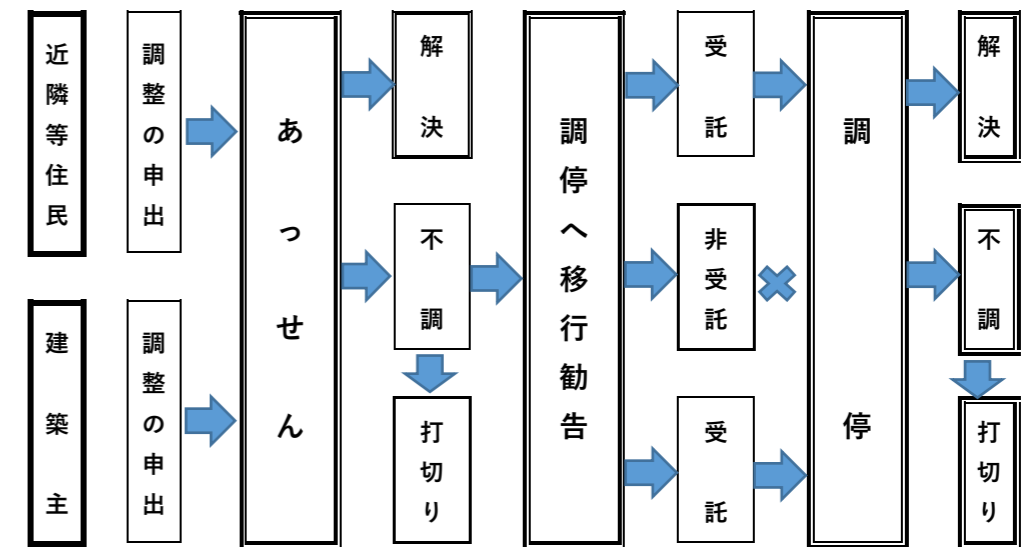 近隣等住民
調整の申出
建築主
調整の申出
あっせん
解決
不調
打切り
調停へ移行勧告
受託
非受託
受託
調停
解決
不調
打切り